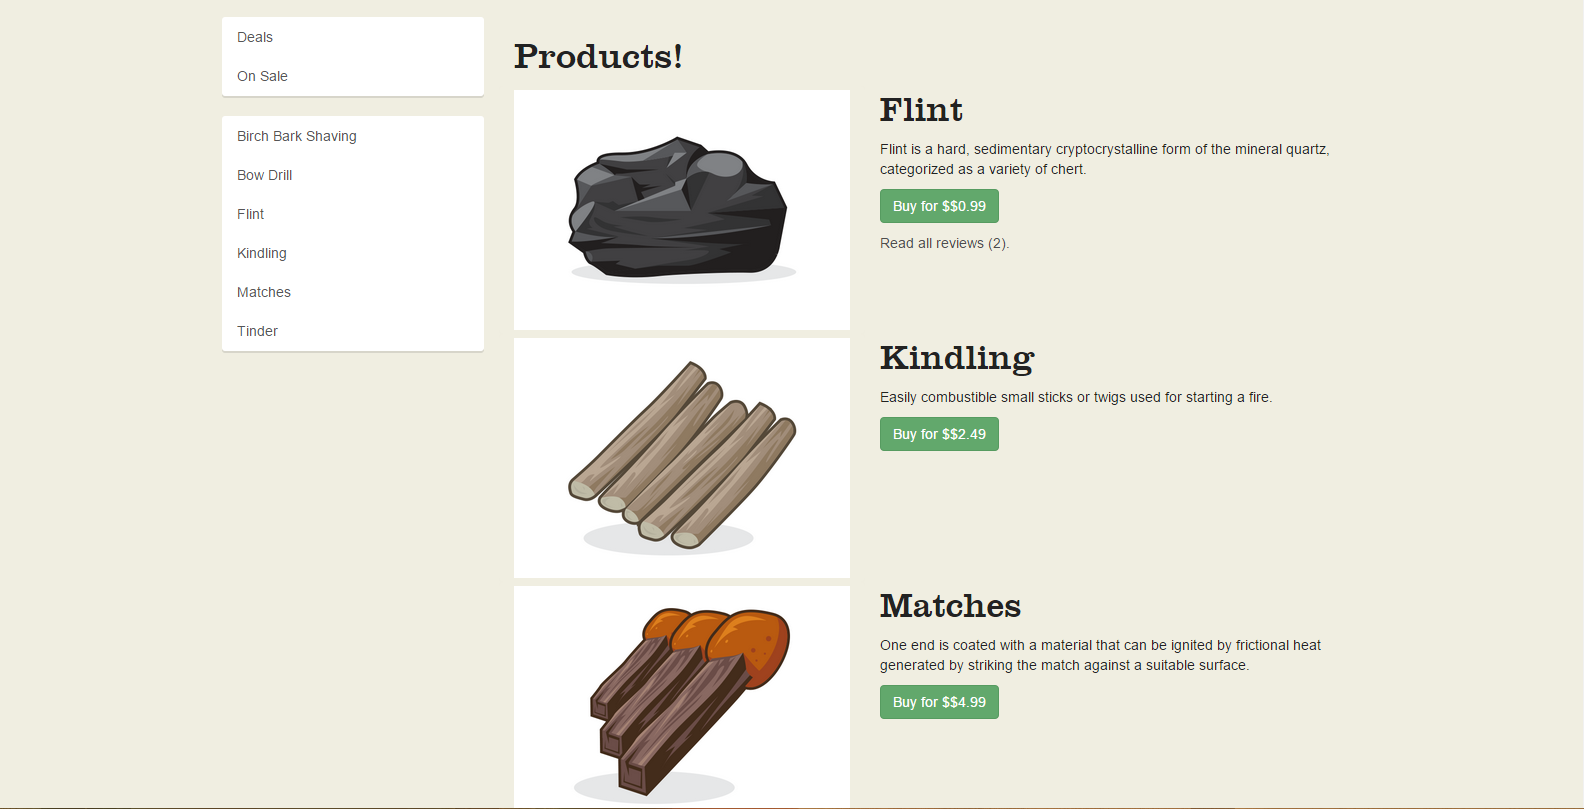 Deals
On Sale
Birch Bark Shaving
Bow Drill
Flint
Kindling
Matches
Tinder
Products!
Flint
Flint is a hard, sedimentary cryptocrystalline form of the mineral quartz,
categorized as a variety of chert.
Buy for $$0.99
Read all reviews (2).
Kindling
Easily combustible small sticks or twigs used for starting a fire.
Buy for $$2.49
Matches
One end is coated with a material that can be ignited by frictional heat
generated by striking the match against a suitable surface.
Buy for $$4.99